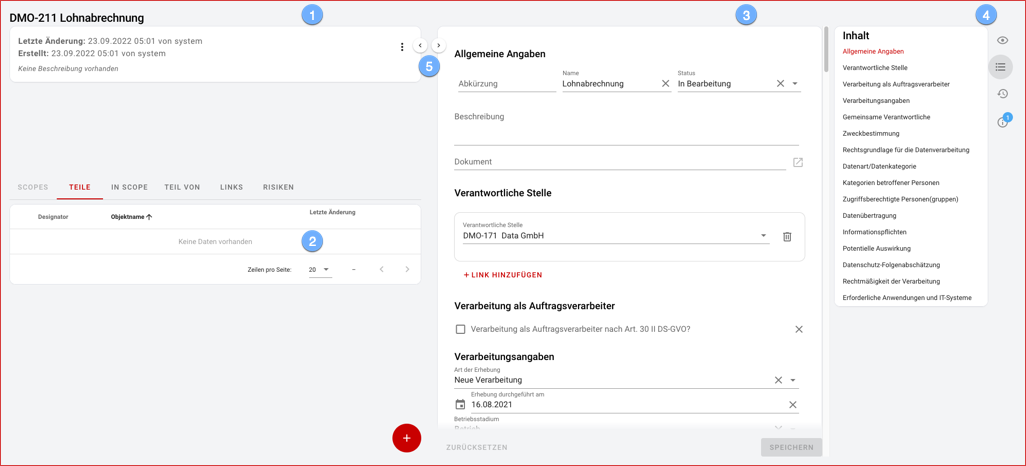 DMO-211 Lohnabrechnung
1
Letzte Änderung: 23.09.2022 05:01 von system
Erstellt: 23.09.2022 05:01 von system
Keine Beschreibung vorhanden
SCOPES TEILE IN SCOPE TEIL VON LINKS RISIKEN
Designator Objektname Letzte Änderung
Keine Daten vorhanden
2
Zeilen pro Seite: 20 –
5
3
Allgemeine Angaben
Abkürzung
Name
Lohnabrechnung
Status
In Bearbeitung
Beschreibung
Dokument
Verantwortliche Stelle
Verantwortliche Stelle
DMO-171 Data GmbH
+ LINK HINZUFÜGEN
Verarbeitung als Auftragsverarbeiter
Verarbeitung als Auftragsverarbeiter nach Art. 30 II DS-GVO?
Verarbeitungsangaben
Art der Erhebung
Neue Verarbeitung
Erhebung durchgeführt am
16.08.2021
Betriebsstadium
Betrieb
ZURÜCKSETZEN SPEICHERN
4
Inhalt
Allgemeine Angaben
Verantwortliche Stelle
Verarbeitung als Auftragsverarbeiter
Verarbeitungsangaben
Gemeinsame Verantwortliche
Zweckbestimmung
Rechtsgrundlage für die Datenverarbeitung
Datenart/Datenkategorie
Kategorien betroffener Personen
Zugriffsberechtigte Personen(gruppen)
Datenübertragung
Informationspflichten
Potentielle Auswirkung
Datenschutz-Folgenabschätzung
Rechtmäßigkeit der Verarbeitung
Erforderliche Anwendungen und IT-Systeme
1